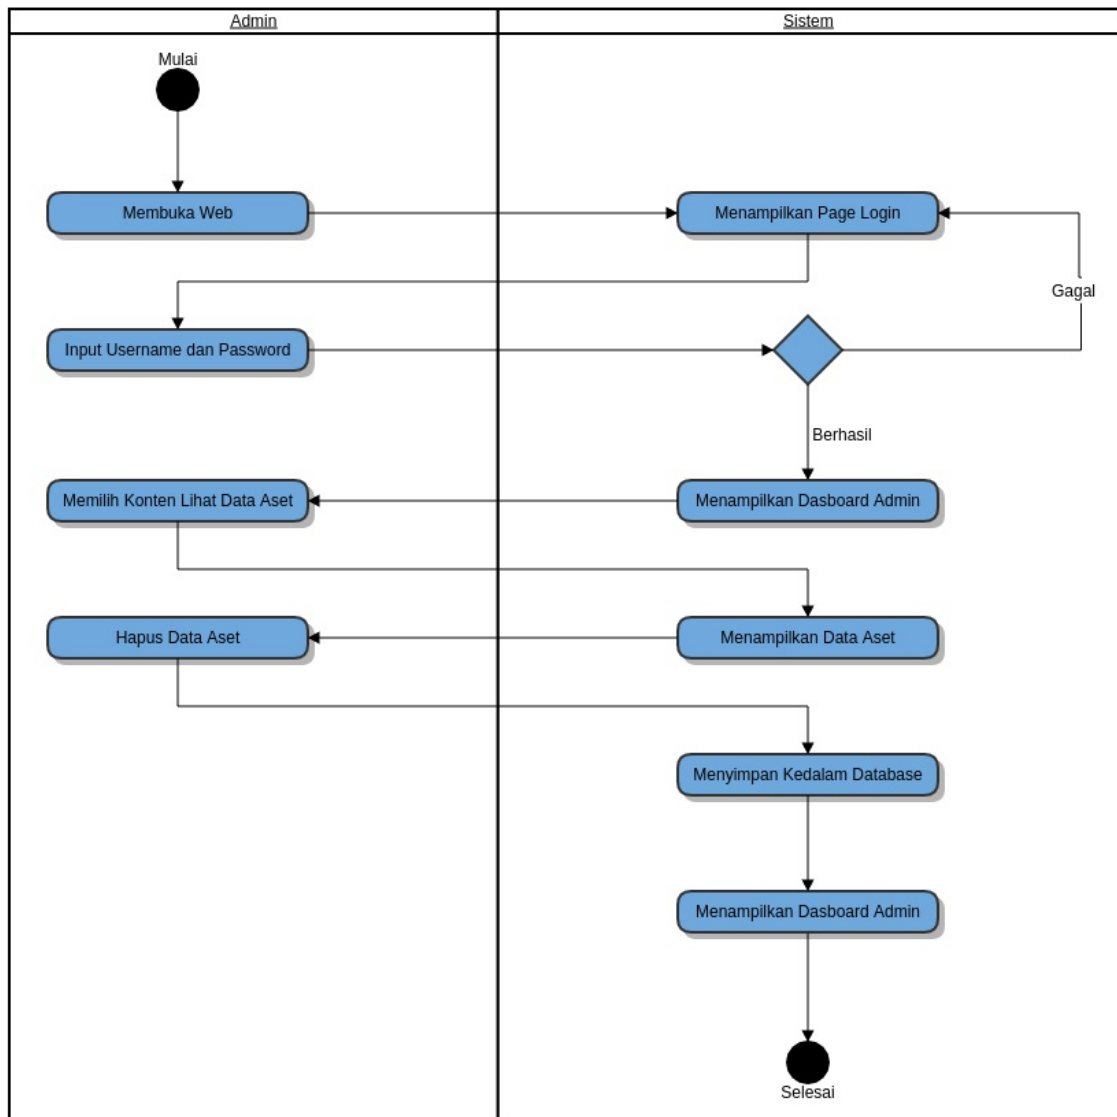 Admin
Sistem
Mulai
Membuka Web
Menampilkan Page Login
Gagal
Input Username dan Password
Berhasil
Memilih Konten Lihat Data Aset
Menampilkan Dasboard Admin
Hapus Data Aset
Menampilkan Data Aset
Menyimpan Kedalam Database
Menampilkan Dasboard Admin
Selesai